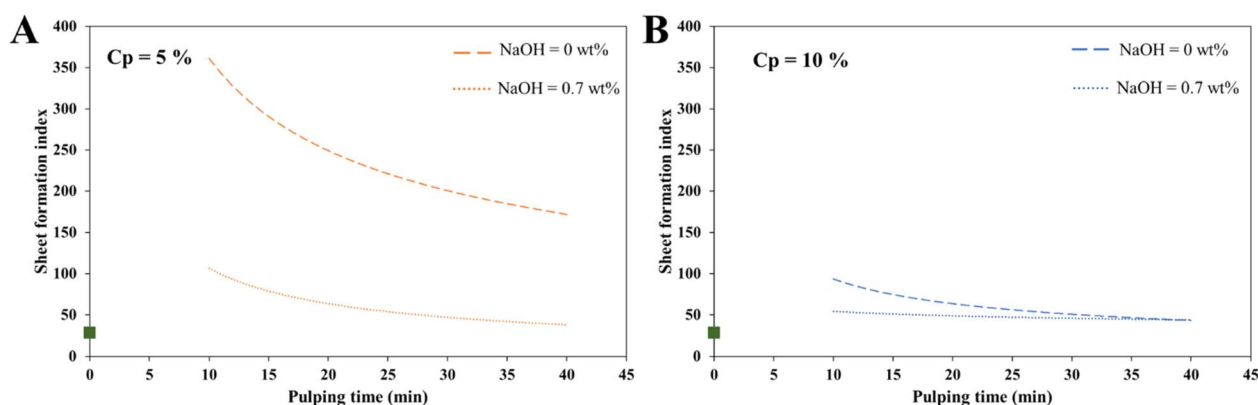 A
Cp = 5 %
NaOH = 0 wt%
NaOH = 0.7 wt%
Sheet formation index
400
350
300
250
200
150
100
50
0
0 5 10 15 20 25 30 35 40 45
Pulping time (min)
B
Cp = 10 %
NaOH = 0 wt%
NaOH = 0.7 wt%
Sheet formation index
400
350
300
250
200
150
100
50
0
0 5 10 15 20 25 30 35 40 45
Pulping time (min)